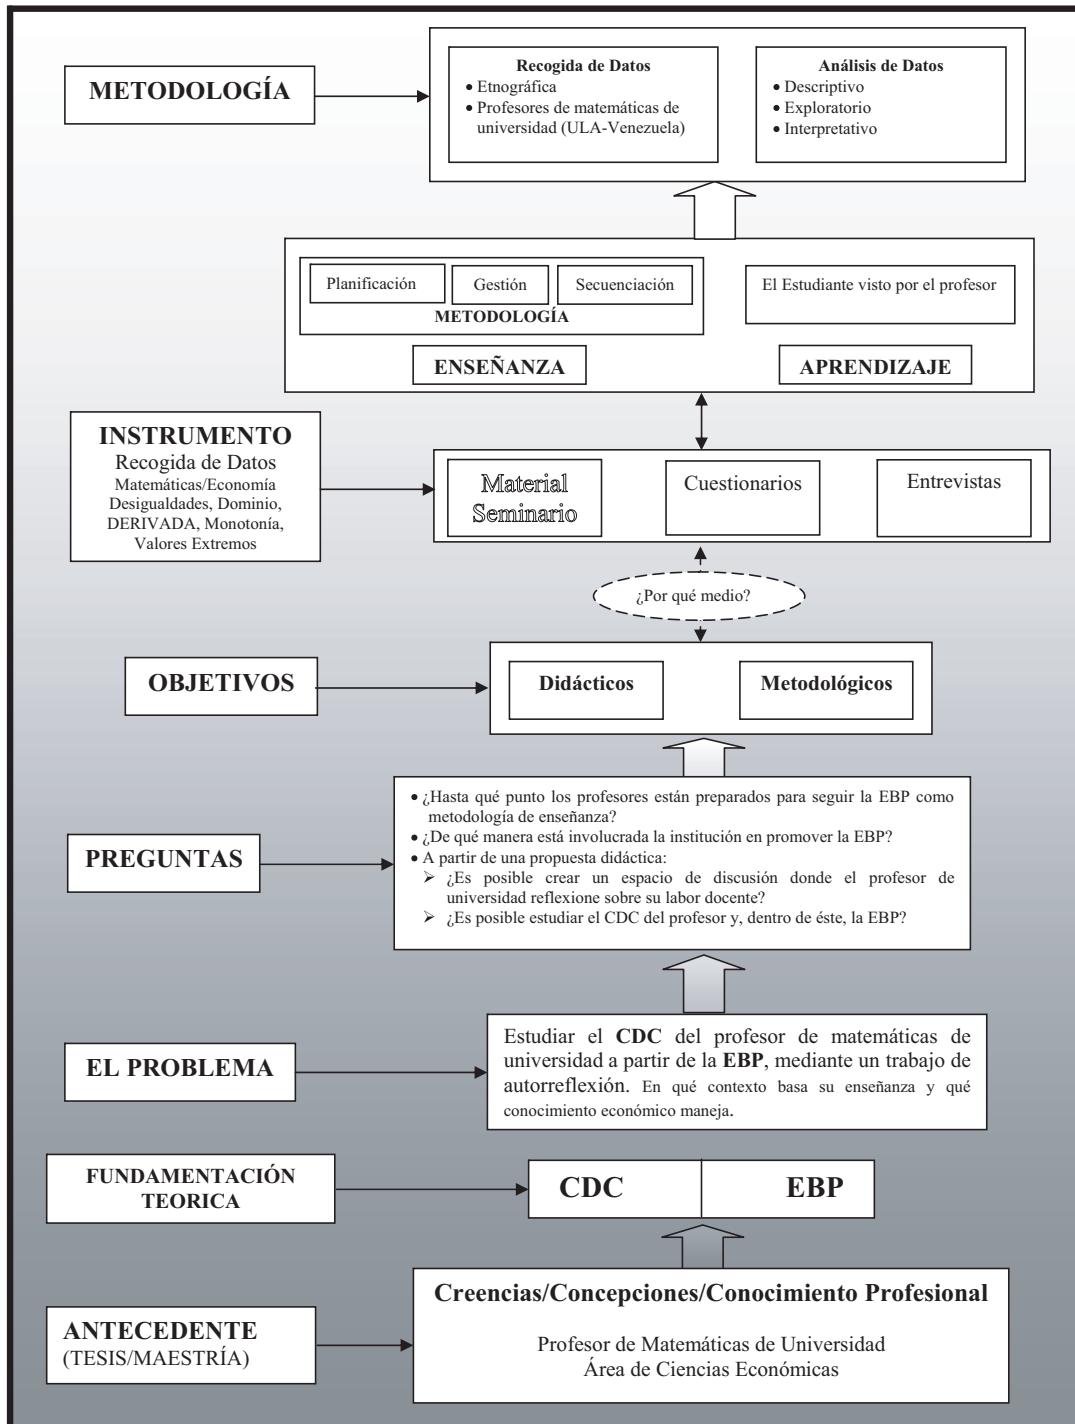 METODOLOGÍA
Recogida de Datos
• Etnográfica
• Profesores de matemáticas de
universidad (ULA-Venezuela)
Análisis de Datos
• Descriptivo
• Exploratorio
• Interpretativo
Planificación
Gestión
Secuenciación
METODOLOGÍA
El Estudiante visto por el profesor
ENSEÑANZA
APRENDIZAJE
INSTRUMENTO
Recogida de Datos
Matemáticas/Economía
Desigualdades, Dominio,
DERIVADA, Monotonía,
Valores Extremos
Material
Seminario
Cuestionarios
Entrevistas
¿Por qué medio?
OBJETIVOS
Didácticos
Metodológicos
PREGUNTAS
• ¿Hasta qué punto los profesores están preparados para seguir la EBP como
metodología de enseñanza?
• ¿De qué manera está involucrada la institución en promover la EBP?
• A partir de una propuesta didáctica:
➢ ¿Es posible crear un espacio de discusión donde el profesor de
universidad reflexione sobre su labor docente?
➢ ¿Es posible estudiar el CDC del profesor y, dentro de éste, la EBP?
EL PROBLEMA
Estudiar el CDC del profesor de matemáticas de
universidad a partir de la EBP, mediante un trabajo de
autorreflexión. En qué contexto basa su enseñanza y qué
conocimiento económico maneja.
FUNDAMENTACIÓN
TEORICA
CDC
EBP
ANTECEDENTE
(TESIS/MAESTRÍA)
Creencias/Concepciones/Conocimiento Profesional
Profesor de Matemáticas de Universidad
Área de Ciencias Económicas